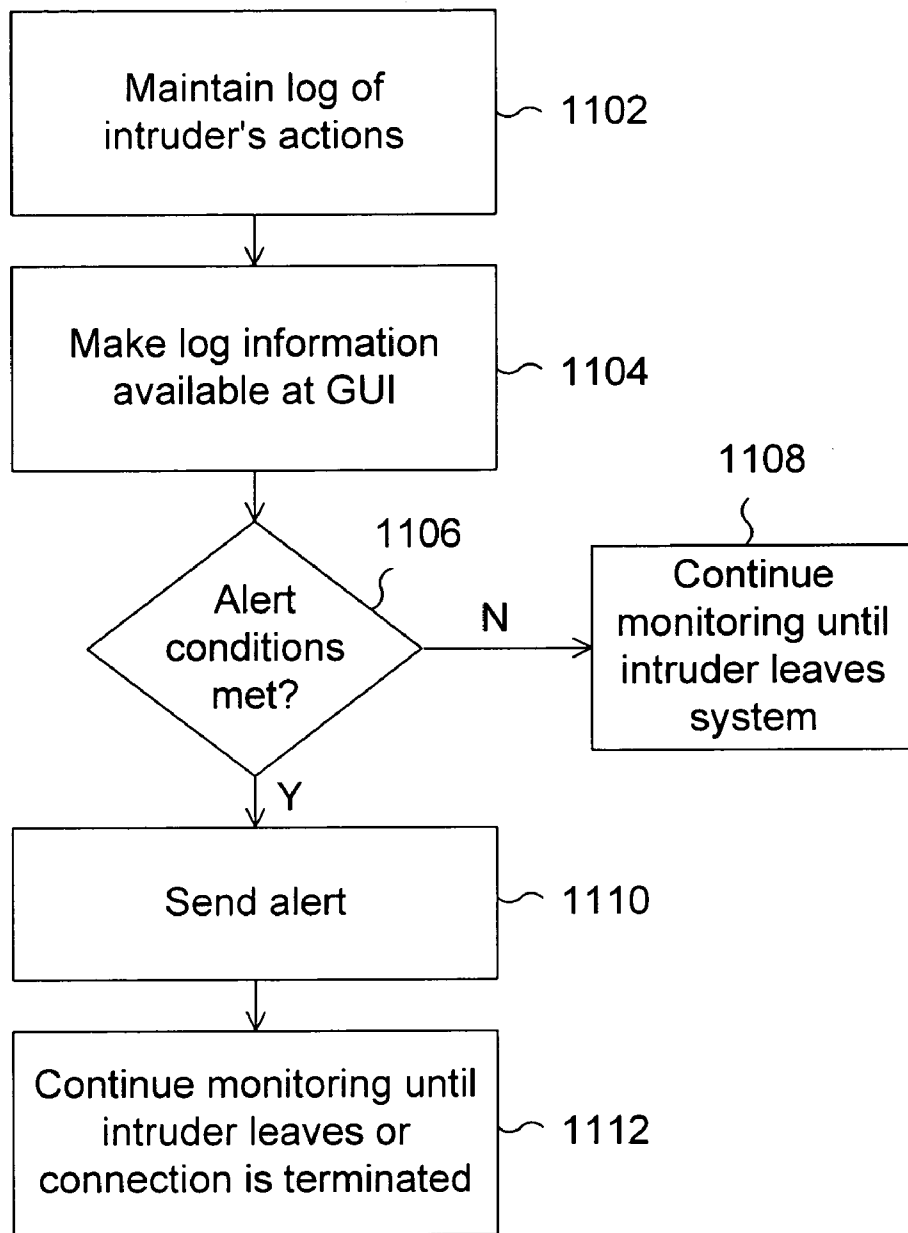 Maintain log of
intruder's actions
1102
Make log information
available at GUI
1104
1106
Alert
conditions
met?
N
1108
Continue
monitoring until
intruder leaves
system
Y
Send alert
1110
Continue monitoring until
intruder leaves or
connection is terminated
1112